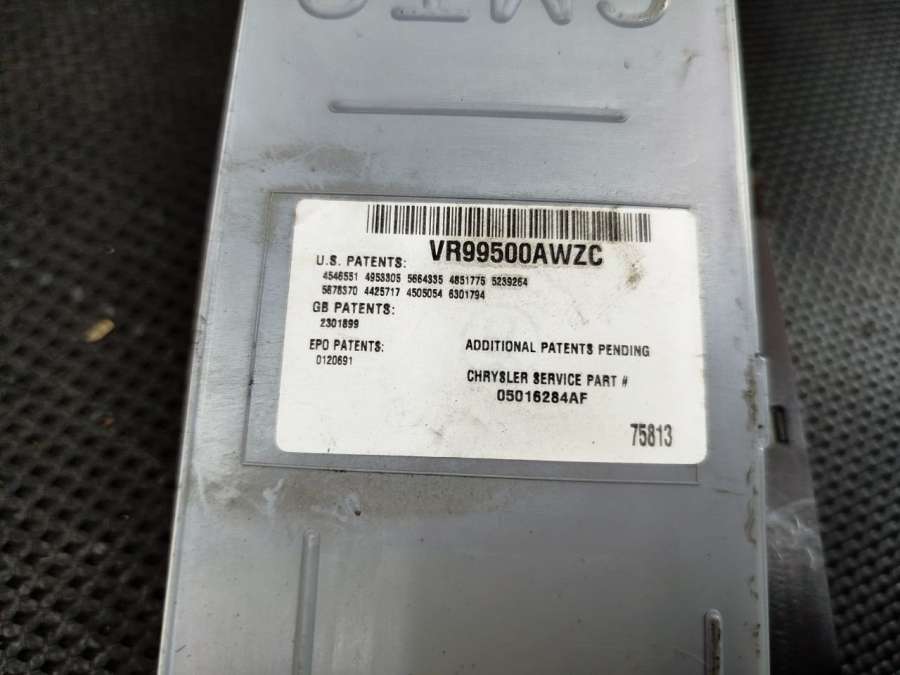 VR99500AWZC
U.S. PATENTS:
4546551 4953305 5664335 4851775 5239264
5878370 4425717 4505054 6301794
GB PATENTS:
2301899
EPO PATENTS:
0120691
ADDITIONAL PATENTS PENDING
CHRYSLER SERVICE PART #
05016284AF
75813